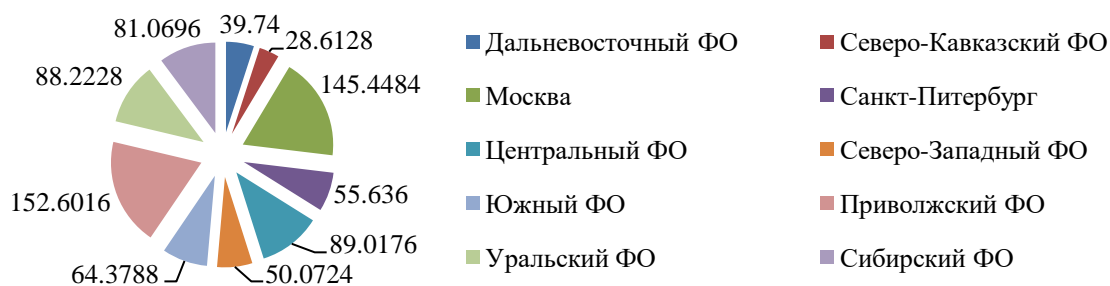 39.74
28.6128
145.4484
55.636
89.0176
50.0724
64.3788
152.6016
88.2228
81.0696
Дальневосточный ФО
Северо-Кавказский ФО
Москва
Санкт-Питербург
Центральный ФО
Северо-Западный ФО
Южный ФО
Приволжский ФО
Уральский ФО
Сибирский ФО